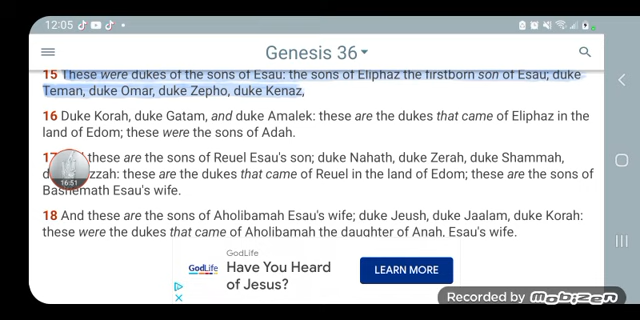 12:05
Genesis 36
15 These were dukes of the sons of Esau: the sons of Eliphaz the firstborn son of Esau; duke
Teman, duke Omar, duke Zepho, duke Kenaz,
16 Duke Korah, duke Gatam, and duke Amalek: these are the dukes that came of Eliphaz in the
land of Edom; these were the sons of Adah.
17 these are the sons of Reuel Esau's son; duke Nahath, duke Zerah, duke Shammah,
zzah: these are the dukes that came of Reuel in the land of Edom; these are the sons of
16:51
Bashemath Esau's wife.
18 And these are the sons of Aholibamah Esau's wife; duke Jeush, duke Jaalam, duke Korah:
these were the dukes that came of Aholibamah the daughter of Anah, Esau's wife.
GodLife
GodLife
Have You Heard
of Jesus?
LEARN MORE
Recorded by Mobizen